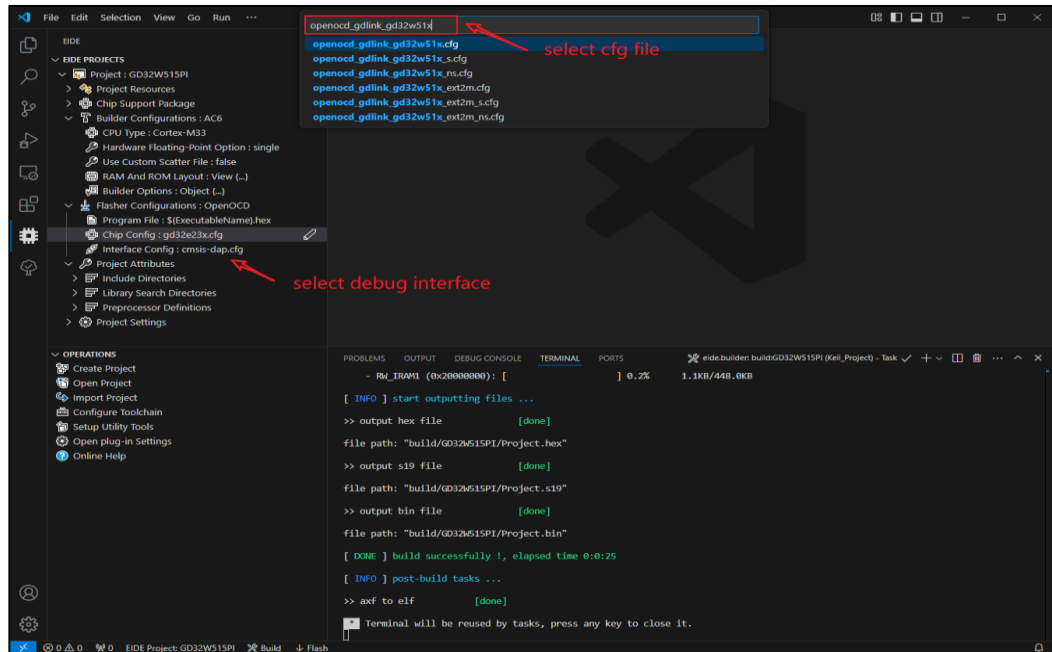 File Edit Selection View Go Run ···
openocd_gdlink_gd32w51x
openocd_gdlink_gd32w51x.cfg
openocd_gdlink_gd32w51x_s.cfg
openocd_gdlink_gd32w51x_ns.cfg
openocd_gdlink_gd32w51x_ext2m.cfg
openocd_gdlink_gd32w51x_ext2m_s.cfg
openocd_gdlink_gd32w51x_ext2m_ns.cfg
select cfg file
EIDE
EIDE PROJECTS
Project : GD32W515PI
Project Resources
Chip Support Package
Builder Configurations : AC6
CPU Type : Cortex-M33
Hardware Floating-Point Option : single
Use Custom Scatter File : false
RAM And ROM Layout : View {...}
Builder Options : Object {...}
Flasher Configurations : OpenOCD
Program File : ${ExecutableName}.hex
Chip Config : gd32e23x.cfg
Interface Config : cmsis-dap.cfg
Project Attributes
Include Directories
Library Search Directories
Preprocessor Definitions
Project Settings
select debug interface
OPERATIONS
Create Project
Open Project
Import Project
Configure Toolchain
Setup Utility Tools
Open plug-in Settings
Online Help
PROBLEMS OUTPUT DEBUG CONSOLE TERMINAL PORTS eide.builder: build:GD32W515PI (Keil_Project) - Task
- RW_IRAM1 (0x20000000): [ ] 0.2% 1.1KB/448.0KB
[ INFO ] start outputting files ...
>> output hex file [done]
file path: "build/GD32W515PI/Project.hex"
>> output s19 file [done]
file path: "build/GD32W515PI/Project.s19"
>> output bin file [done]
file path: "build/GD32W515PI/Project.bin"
[ DONE ] build successfully !, elapsed time 0:0:25
[ INFO ] post-build tasks ...
>> axf to elf [done]
* Terminal will be reused by tasks, press any key to close it.
0 0 0 EIDE Project: GD32W515PI Build Flash